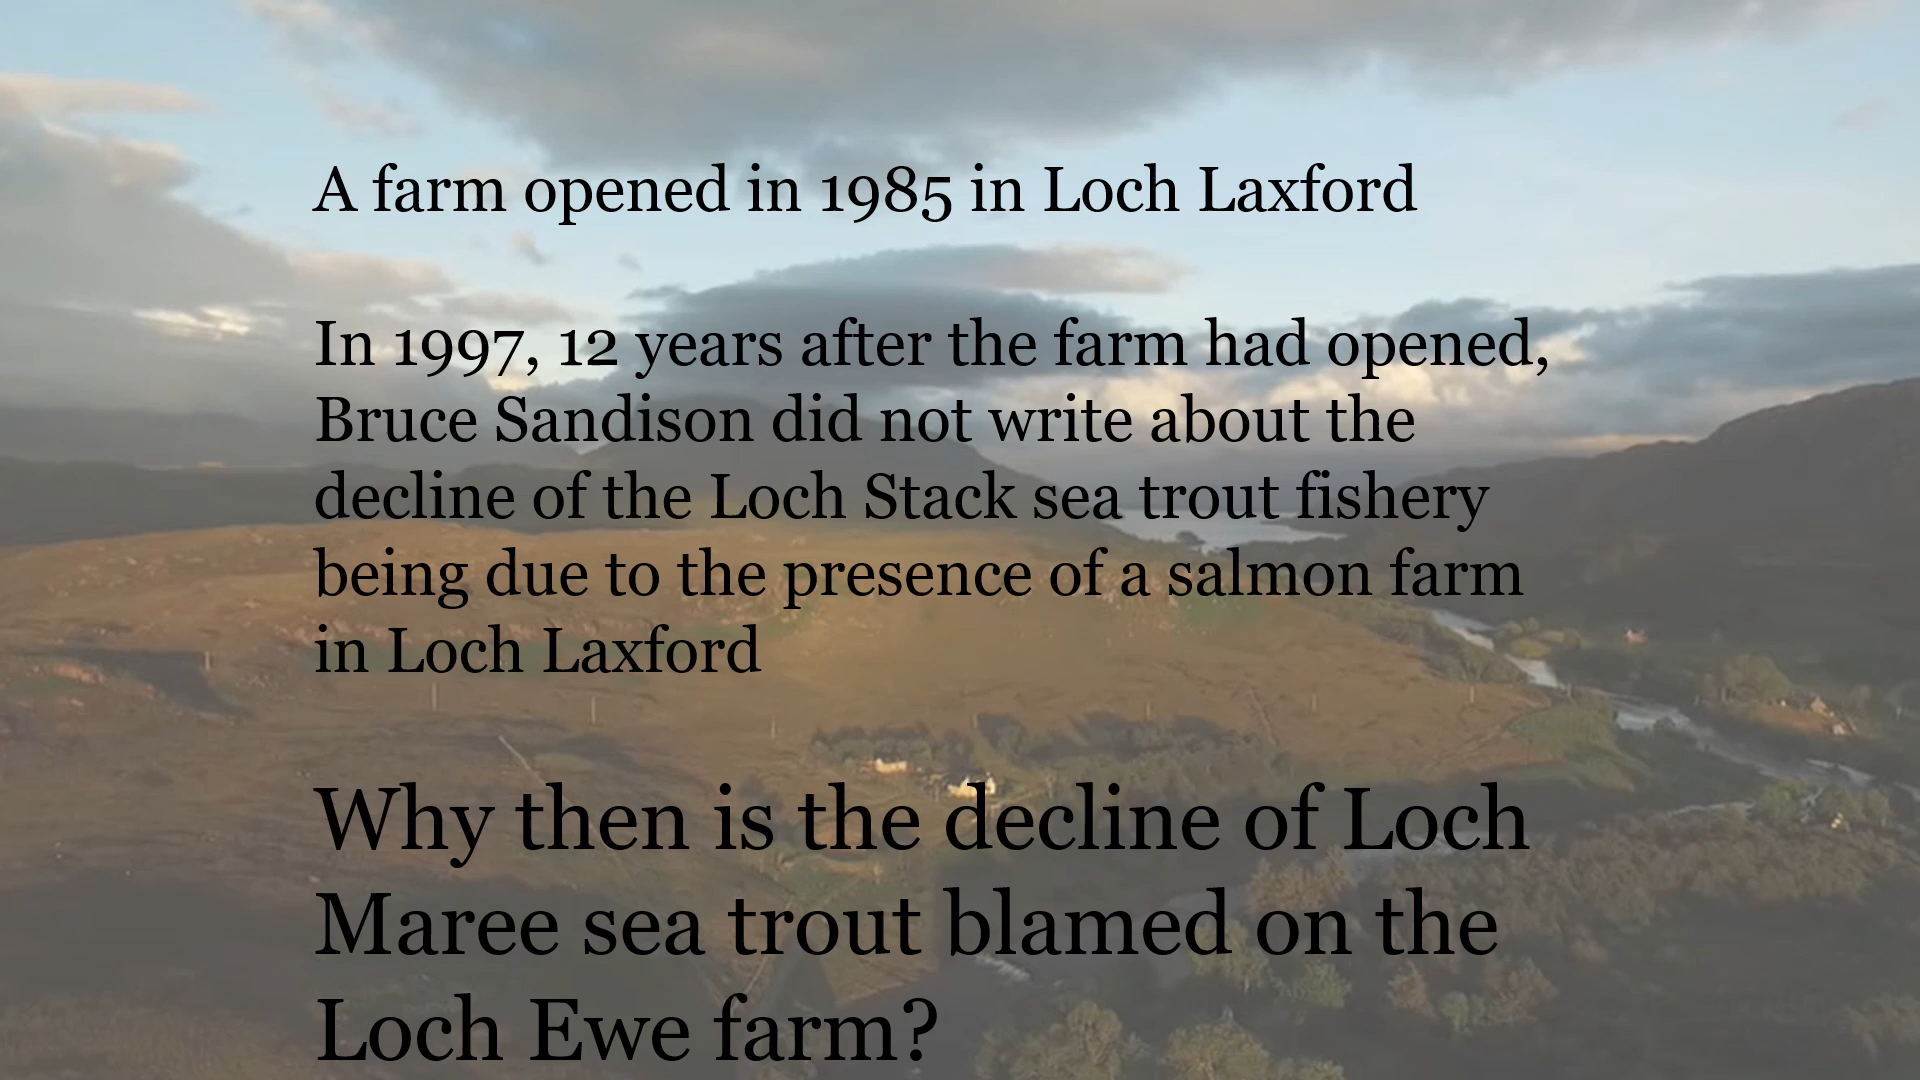 A farm opened in 1985 in Loch Laxford
In 1997, 12 years after the farm had opened,
Bruce Sandison did not write about the
decline of the Loch Stack sea trout fishery
being due to the presence of a salmon farm
in Loch Laxford
Why then is the decline of Loch
Maree sea trout blamed on the
Loch Ewe farm?